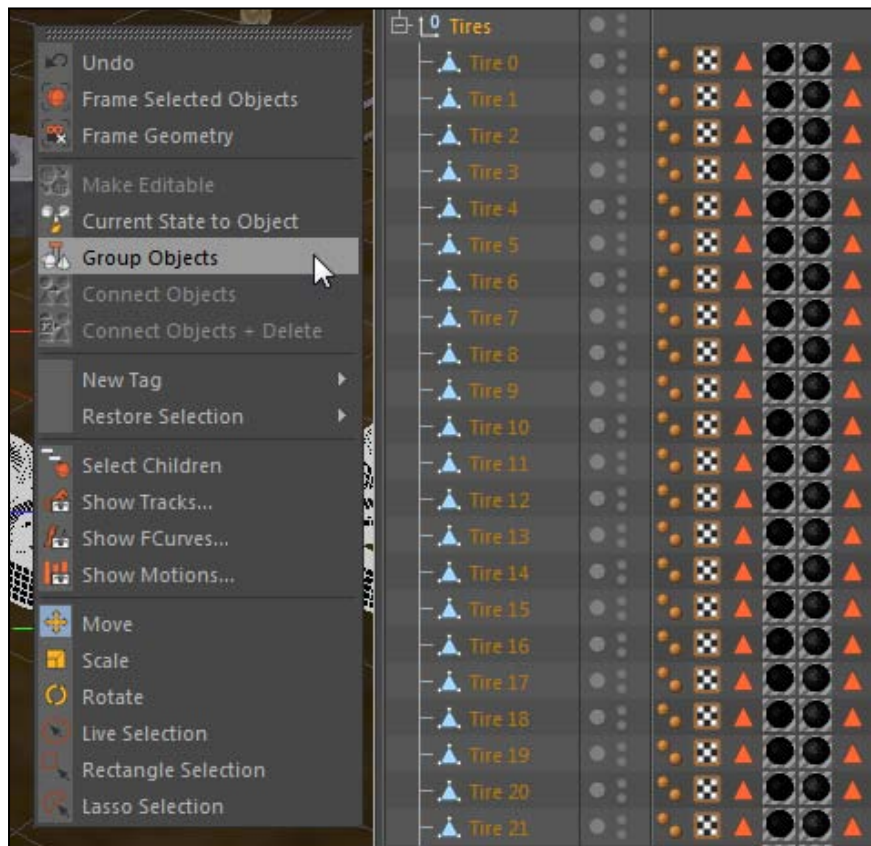 Undo
Frame Selected Objects
Frame Geometry
Make Editable
Current State to Object
Group Objects
Connect Objects
Connect Objects + Delete
New Tag
Restore Selection
Select Children
Show Tracks...
Show FCurves...
Show Motions...
Move
Scale
Rotate
Live Selection
Rectangle Selection
Lasso Selection
Tires
Tire 0
Tire 1
Tire 2
Tire 3
Tire 4
Tire 5
Tire 6
Tire 7
Tire 8
Tire 9
Tire 10
Tire 11
Tire 12
Tire 13
Tire 14
Tire 15
Tire 16
Tire 17
Tire 18
Tire 19
Tire 20
Tire 21